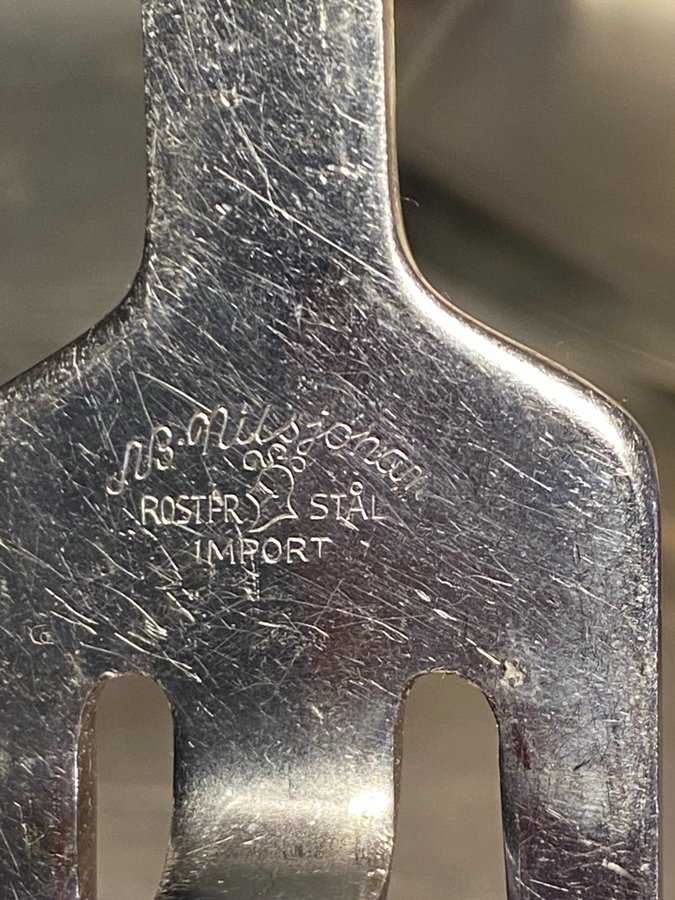 AB. Nilsjohan
ROSTFR STÅL
IMPORT